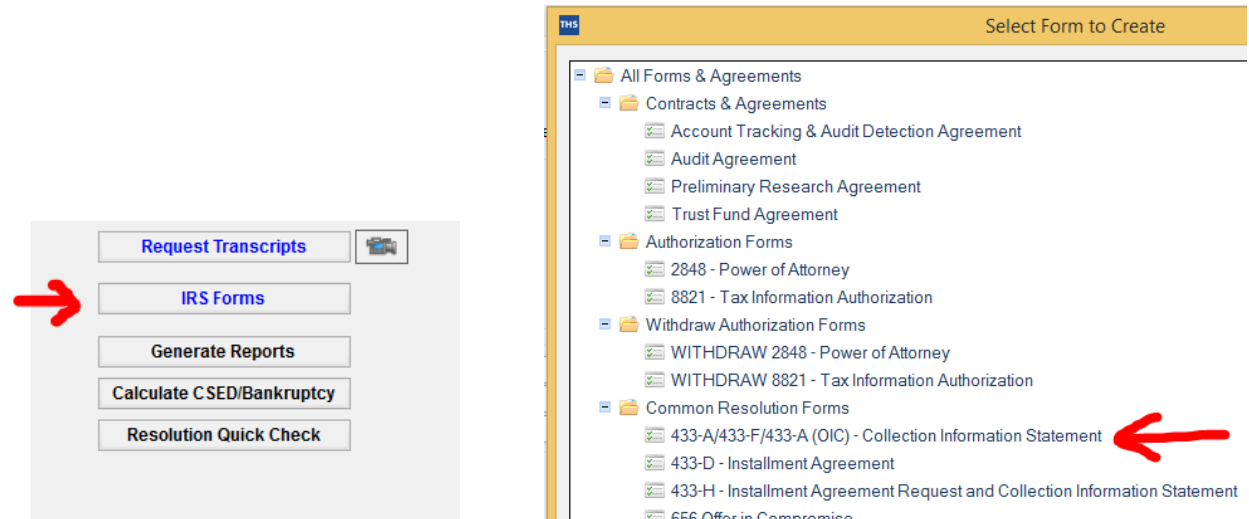 Request Transcripts
IRS Forms
Generate Reports
Calculate CSED/Bankruptcy
Resolution Quick Check
THS
Select Form to Create
All Forms & Agreements
Contracts & Agreements
Account Tracking & Audit Detection Agreement
Audit Agreement
Preliminary Research Agreement
Trust Fund Agreement
Authorization Forms
2848 - Power of Attorney
8821 - Tax Information Authorization
Withdraw Authorization Forms
WITHDRAW 2848 - Power of Attorney
WITHDRAW 8821 - Tax Information Authorization
Common Resolution Forms
433-A/433-F/433-A (OIC) - Collection Information Statement
433-D - Installment Agreement
433-H - Installment Agreement Request and Collection Information Statement
656 Offer in Compromise